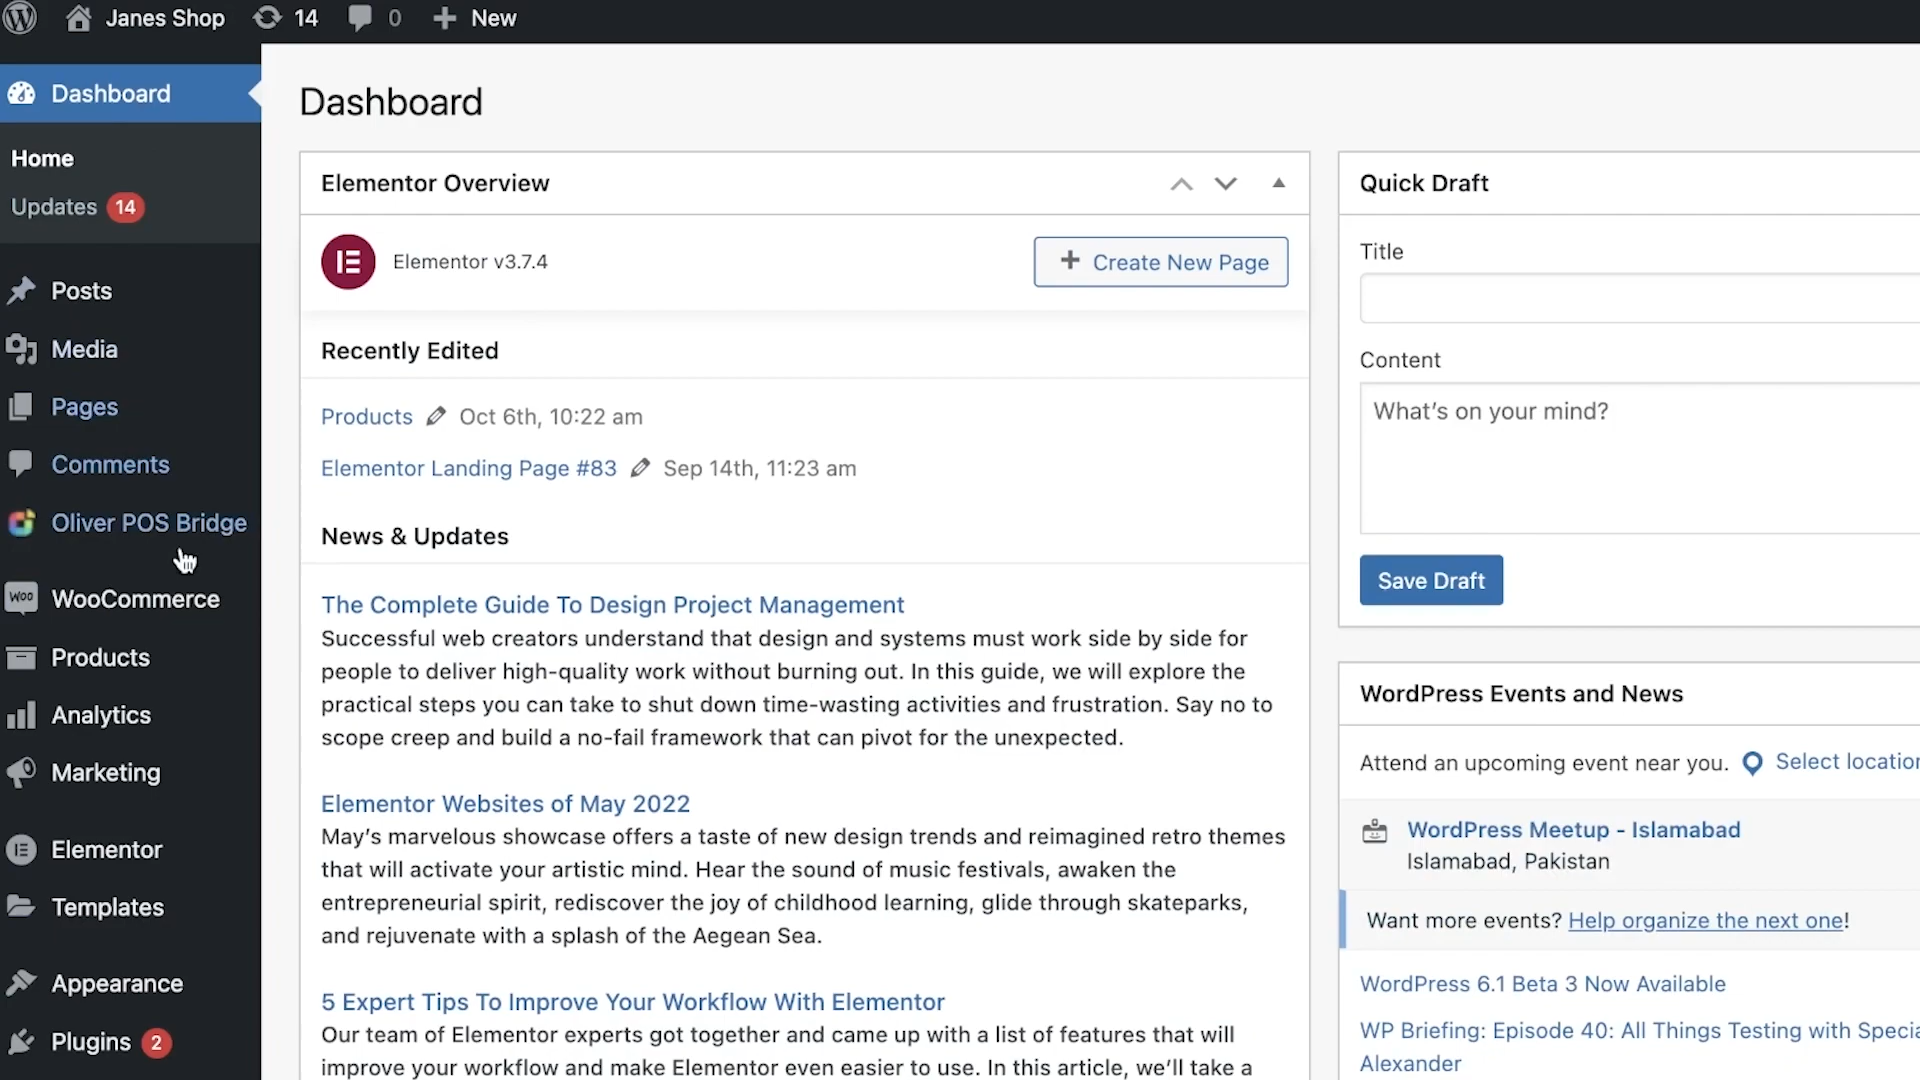 Janes Shop 14 0 + New
Dashboard
Home
Updates 14
Posts
Media
Pages
Comments
Oliver POS Bridge
WOO WooCommerce
Products
Analytics
Marketing
Elementor
Templates
Appearance
Plugins 2
Dashboard
Elementor Overview
Elementor v3.7.4
+ Create New Page
Recently Edited
Products Oct 6th, 10:22 am
Elementor Landing Page #83 Sep 14th, 11:23 am
News & Updates
The Complete Guide To Design Project Management
Successful web creators understand that design and systems must work side by side for
people to deliver high-quality work without burning out. In this guide, we will explore the
practical steps you can take to shut down time-wasting activities and frustration. Say no to
scope creep and build a no-fail framework that can pivot for the unexpected.
Elementor Websites of May 2022
May’s marvelous showcase offers a taste of new design trends and reimagined retro themes
that will activate your artistic mind. Hear the sound of music festivals, awaken the
entrepreneurial spirit, rediscover the joy of childhood learning, glide through skateparks,
and rejuvenate with a splash of the Aegean Sea.
5 Expert Tips To Improve Your Workflow With Elementor
Our team of Elementor experts got together and came up with a list of features that will
improve your workflow and make Elementor even easier to use. In this article, we’ll take a
Quick Draft
Title
Content
What’s on your mind?
Save Draft
WordPress Events and News
Attend an upcoming event near you. Select location
WordPress Meetup - Islamabad
Islamabad, Pakistan
Want more events? Help organize the next one!
WordPress 6.1 Beta 3 Now Available
WP Briefing: Episode 40: All Things Testing with Specia
Alexander